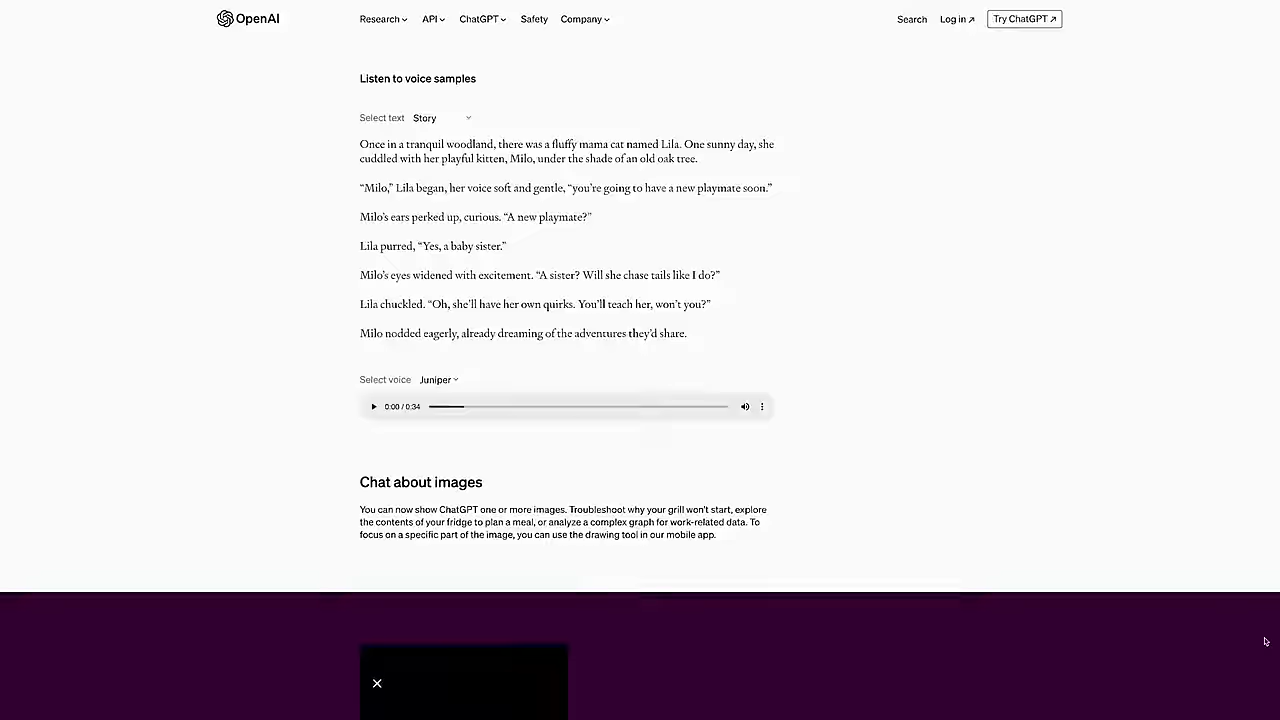 OpenAI Research API ChatGPT Safety Company Search Log in ↗ Try ChatGPT ↗
Listen to voice samples
Select text Story
Once in a tranquil woodland, there was a fluffy mama cat named Lila. One sunny day, she
cuddled with her playful kitten, Milo, under the shade of an old oak tree.
“Milo,” Lila began, her voice soft and gentle, “you’re going to have a new playmate soon.”
Milo’s ears perked up, curious. “A new playmate?”
Lila purred, “Yes, a baby sister.”
Milo’s eyes widened with excitement. “A sister? Will she chase tails like I do?”
Lila chuckled. “Oh, she’ll have her own quirks. You’ll teach her, won’t you?”
Milo nodded eagerly, already dreaming of the adventures they’d share.
Select voice Juniper
0:00 / 0:34
Chat about images
You can now show ChatGPT one or more images. Troubleshoot why your grill won’t start, explore
the contents of your fridge to plan a meal, or analyze a complex graph for work-related data. To
focus on a specific part of the image, you can use the drawing tool in our mobile app.